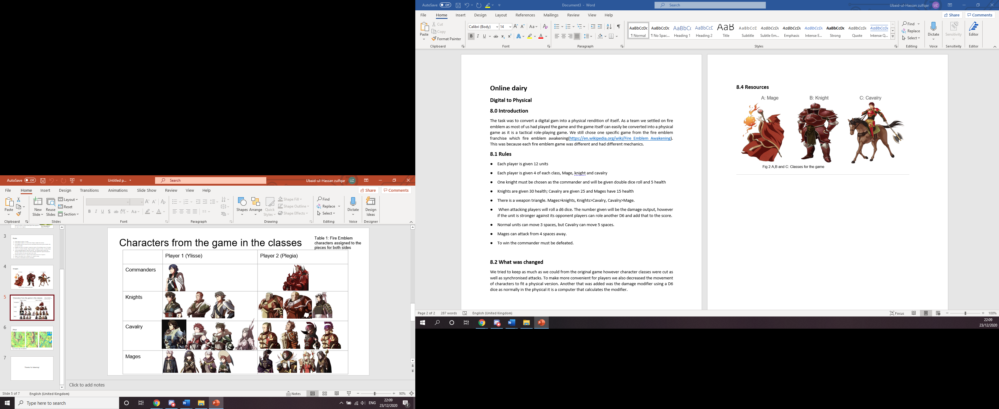 AutoSave Off
Document3 - Word
Search
Ubaid-ul-Hassan zulfqar UZ
File Home Insert Design Layout References Mailings Review View Help
Share Comments
Paste
Cut
Copy
Format Painter
Calibri (Body) 14
AaBbCcDc AaBbCcDc AaBbCc AaBbCcD AaB AaBbCcD AaBbCcDc AaBbCcDc AaBbCcDc AaBbCcDc AaBbCcDc AaBbCcDc
¶ Normal ¶ No Spac... Heading 1 Heading 2 Title Subtitle Subtle Em... Emphasis Intense E... Strong Quote Intense Q...
Find
Replace
Select
Dictate
Sensitivity
Editor
Clipboard Font Paragraph Styles Editing Voice Sensitivity Editor
Online dairy
Digital to Physical
8.0 Introduction
The task was to convert a digital gam into a physical rendition of itself. As a team we settled on fire
emblem as most of us had played the game and the game itself can easily be converted into a physical
game as it is a tactical role-playing game. We still chose one specific game from the fire emblem
franchise which fire emblem awakening(https://en.wikipedia.org/wiki/Fire_Emblem_Awakening).
This was because each fire emblem game was different and had different mechanics.
8.1 Rules
● Each player is given 12 units
● Each player is given 4 of each class, Mage, knight and cavalry
● One knight must be chosen as the commander and will be given double dice roll and 5 health
● Knights are given 30 health; Cavalry are given 25 and Mages have 15 health
● There is a weapon triangle. Mages>knights, Knights>Cavalry, Cavalry>Mage.
● When attacking players will roll a d6 dice. The number given will be the damage output, however
if the unit is stronger against its opponent players can role another D6 and add that to the score.
● Normal units can move 3 spaces, but Cavalry can move 5 spaces.
● Mages can attack from 4 spaces away.
● To win the commander must be defeated.
8.2 What was changed
We tried to keep as much as we could from the original game however character classes were cut as
well as synchronised attacks. To make more convenient for players we also decreased the movement
of characters to fit a physical version. Another that was added was the damage modifier using a D6
dice as normally in the physical it is a computer that calculates the modifier.
8.4 Resources
A: Mage B: Knight C: Cavalry
Fig 2 A,B and C: Classes for the game
Page 2 of 2 287 words English (United Kingdom)
Focus 100%
22:09
23/12/2020
AutoSave Off
Untitled p...
Search
Ubaid-ul-Hassan zulfqar UZ
File Home Insert Design Transitions Animations Slide Show Review View Help
Share Comments
Paste
New
Slide
Reuse
Slides
Layout
Reset
Section
Shapes
Arrange
Quick
Styles
Shape Fill
Shape Outline
Shape Effects
Find
Replace
Select
Dictate
Design
Ideas
Clipboard Slides Font Paragraph Drawing Editing Voice Designer
3
Rules
4
Images
5
Characters from the game in the classes
6
Maps
7
Thanks for listening!
Characters from the game in the classes
Table 1: Fire Emblem
characters assigned to the
pieces for both sides
Player 1 (Ylisse) Player 2 (Plegia)
Commanders
Knights
Cavalry
Mages
Click to add notes
Slide 5 of 7 English (United Kingdom)
Notes 90%
Type here to search
ENG
22:09
23/12/2020
2